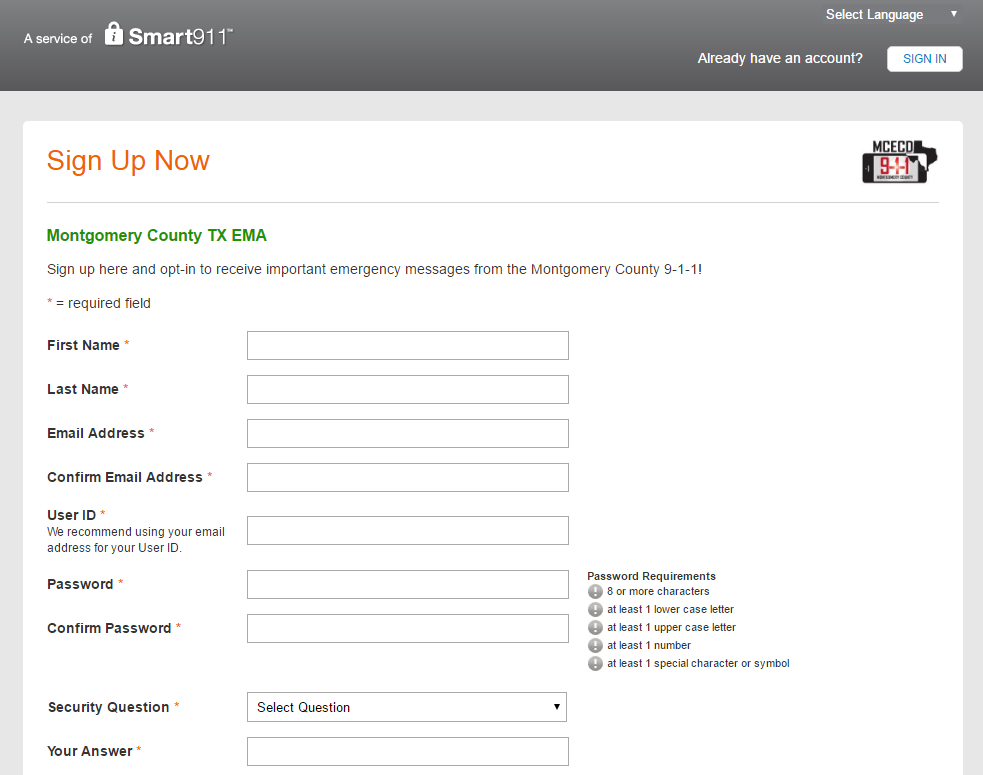 Select Language ▼
A service of Smart911™
Already have an account? SIGN IN
Sign Up Now
MCECD
9-1-1
MONTGOMERY COUNTY
Montgomery County TX EMA
Sign up here and opt-in to receive important emergency messages from the Montgomery County 9-1-1!
* = required field
First Name *
Last Name *
Email Address *
Confirm Email Address *
User ID *
We recommend using your email
address for your User ID.
Password *
Password Requirements
8 or more characters
at least 1 lower case letter
Confirm Password *
at least 1 upper case letter
at least 1 number
at least 1 special character or symbol
Security Question *
Select Question ▼
Your Answer *